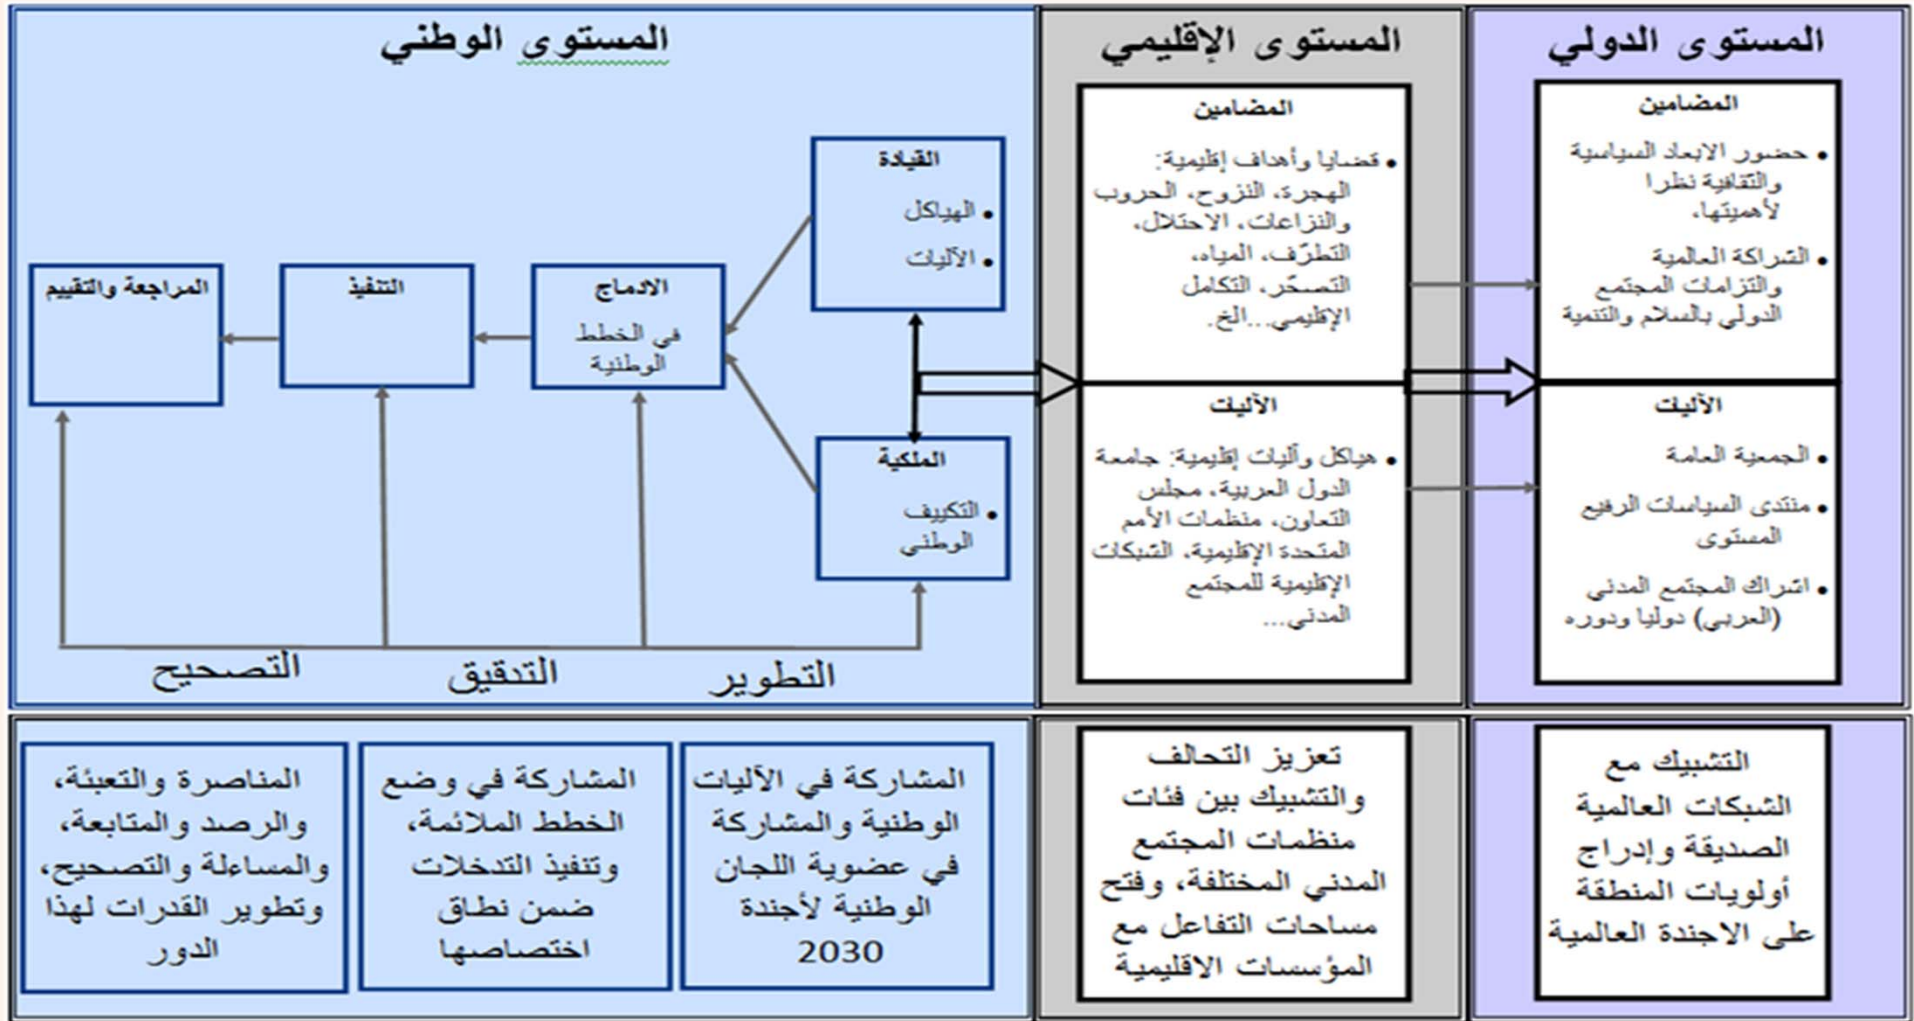 المستوى الدولي
المضامين
• حضور الابعاد السياسية
والثقافية نظرا
لأهميتها،
• الشراكة العالمية
والتزامات المجتمع
الدولي بالسلام والتنمية
الآليات
• الجمعية العامة
• منتدى السياسات الرفيع
المستوى
• اشراك المجتمع المدني
(العربي) دوليا ودوره
المستوى الإقليمي
المضامين
• قضايا وأهداف إقليمية:
الهجرة، النزوح، الحروب
والنزاعات، الاحتلال،
التطرّف، المياه،
التصحّر، التكامل
الإقليمي...الخ.
الآليات
• هياكل وآليات إقليمية: جامعة
الدول العربية، مجلس
التعاون، منظمات الأمم
المتحدة الإقليمية، الشبكات
الإقليمية للمجتمع
المدني...
المستوى الوطني
القيادة
• الهياكل
• الآليات
الملكية
• التكييف
الوطني
الادماج
في الخطط
الوطنية
التنفيذ
المراجعة والتقييم
التطوير
التدقيق
التصحيح
التشبيك مع
الشبكات العالمية
الصديقة وإدراج
أولويات المنطقة
على الاجندة العالمية
تعزيز التحالف
والتشبيك بين فئات
منظمات المجتمع
المدني المختلفة، وفتح
مساحات التفاعل مع
المؤسسات الاقليمية
المشاركة في الآليات
الوطنية والمشاركة
في عضوية اللجان
الوطنية لأجندة
2030
المشاركة في وضع
الخطط الملائمة،
وتنفيذ التدخلات
ضمن نطاق
اختصاصها
المناصرة والتعبئة،
والرصد والمتابعة،
والمساءلة والتصحيح،
وتطوير القدرات لهذا
الدور